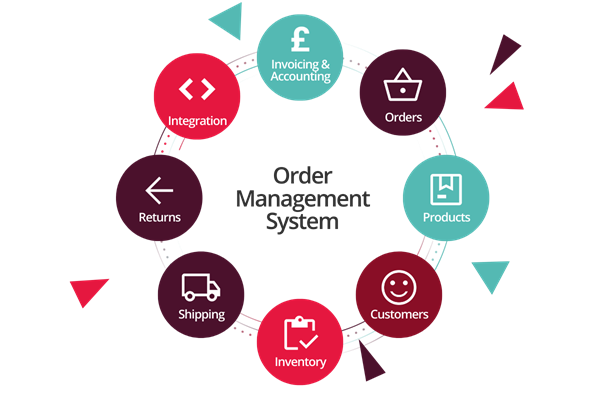 £
Invoicing &
Accounting
Orders
Integration
Order
Management
System
Returns
Products
Shipping
Customers
Inventory